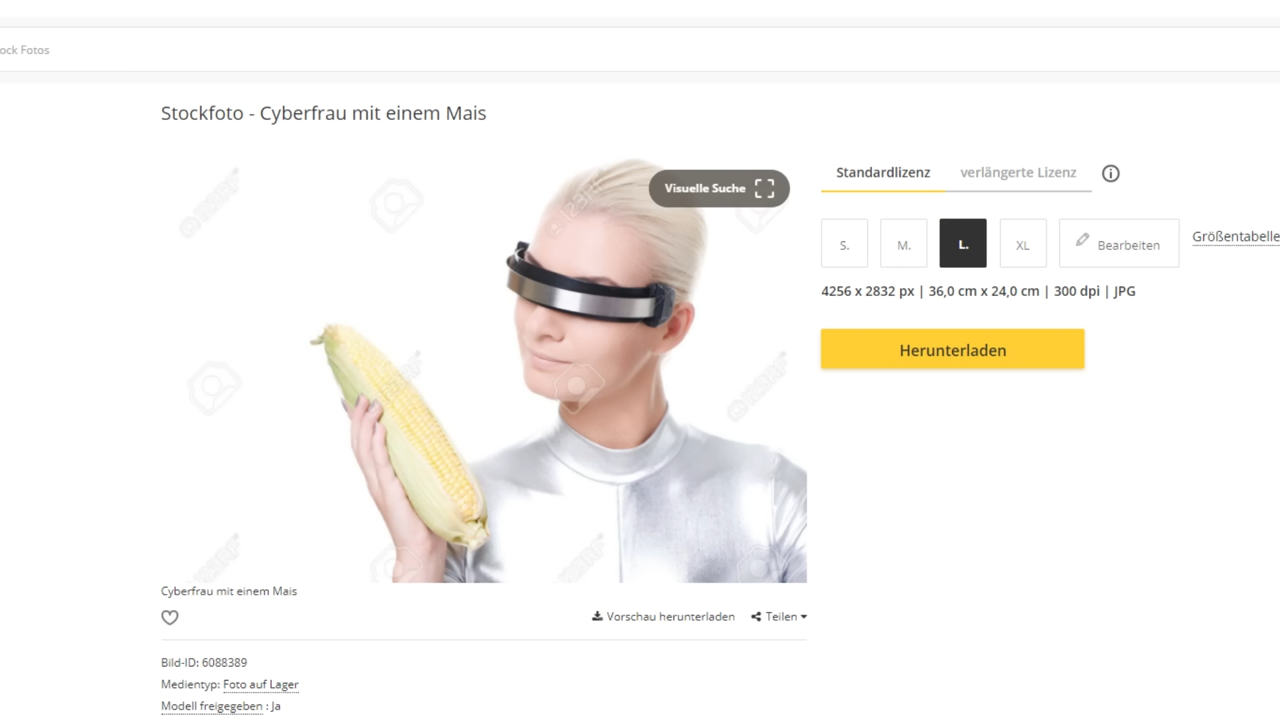 ock Fotos
Stockfoto - Cyberfrau mit einem Mais
Visuelle Suche
Standardlizenz verlängerte Lizenz
S. M. L. XL Bearbeiten Größentabelle
4256 x 2832 px | 36,0 cm x 24,0 cm | 300 dpi | JPG
Herunterladen
123RF
Cyberfrau mit einem Mais
Vorschau herunterladen Teilen
Bild-ID: 6088389
Medientyp: Foto auf Lager
Modell freigegeben : Ja